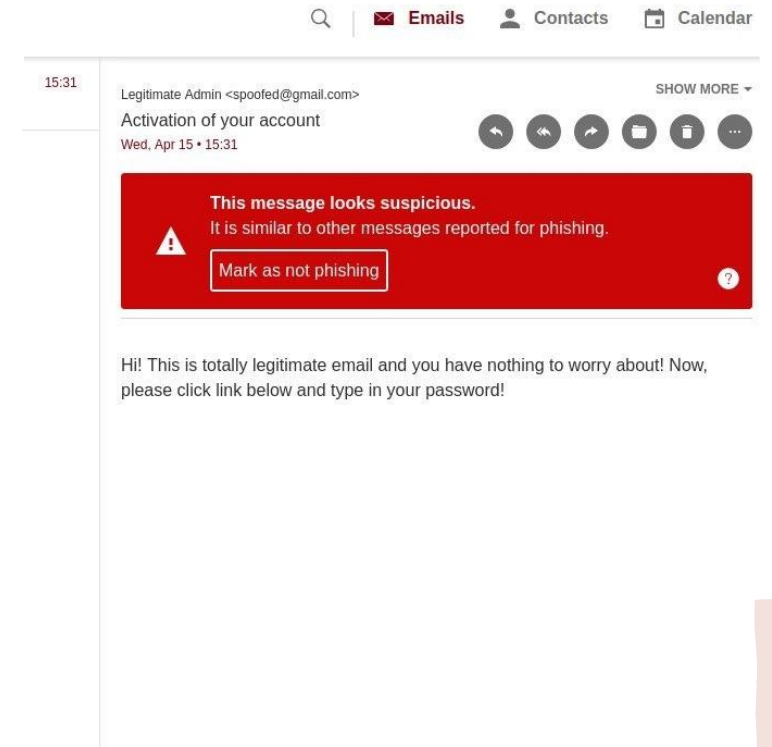 Emails Contacts Calendar
15:31
Legitimate Admin <spoofed@gmail.com>
SHOW MORE
Activation of your account
Wed, Apr 15 • 15:31
This message looks suspicious.
It is similar to other messages reported for phishing.
Mark as not phishing
?
Hi! This is totally legitimate email and you have nothing to worry about! Now,
please click link below and type in your password!